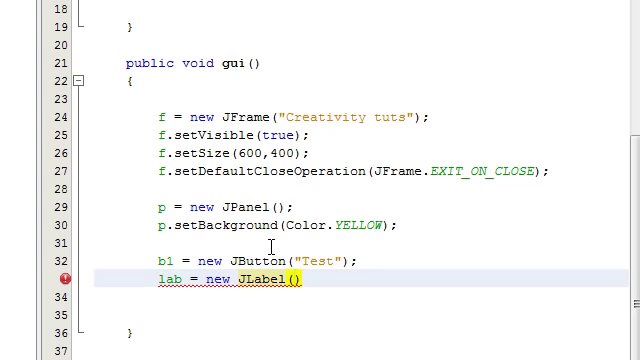 18
19 }
20
21 public void gui()
22 {
23
24 f = new JFrame("Creativity tuts");
25 f.setVisible(true);
26 f.setSize(600,400);
27 f.setDefaultCloseOperation(JFrame.EXIT_ON_CLOSE);
28
29 p = new JPanel();
30 p.setBackground(Color.YELLOW);
31
32 b1 = new JButton("Test");
lab = new JLabel()
34
35
36 }
37